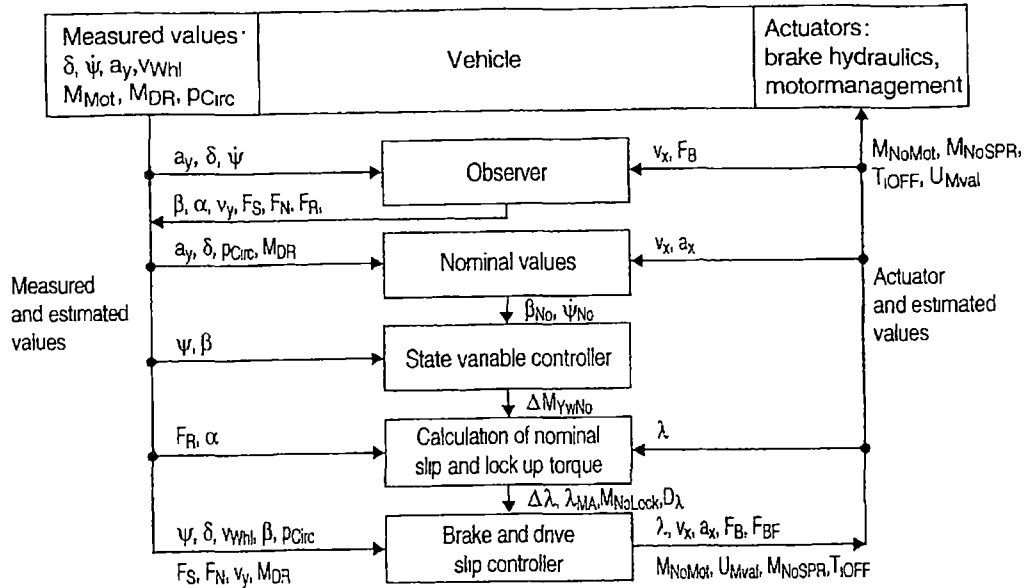 Measured values:
δ, ψ̇, a_y, v_Whl
M_Mot, M_DR, p_Circ
Vehicle
Actuators:
brake hydraulics,
motormanagement
a_y, δ, ψ̇
Observer
v_x, F_B
M_NoMot, M_NoSPR,
T_iOFF, U_Mval
β, α, v_y, F_S, F_N, F_R,
a_y, δ, p_Circ, M_DR
Nominal values
v_x, a_x
Measured
and estimated
values
Actuator
and estimated
values
β_No, ψ̇_No
ψ, β
State variable controller
ΔM_YwNo
F_R, α
Calculation of nominal
slip and lock up torque
λ
Δλ, λ_MA, M_NoLock, D_λ
ψ, δ, v_Whl, β, p_Circ
F_S, F_N, v_y, M_DR
Brake and drive
slip controller
λ, v_x, a_x, F_B, F_BF
M_NoMot, U_Mval, M_NoSPR, T_iOFF